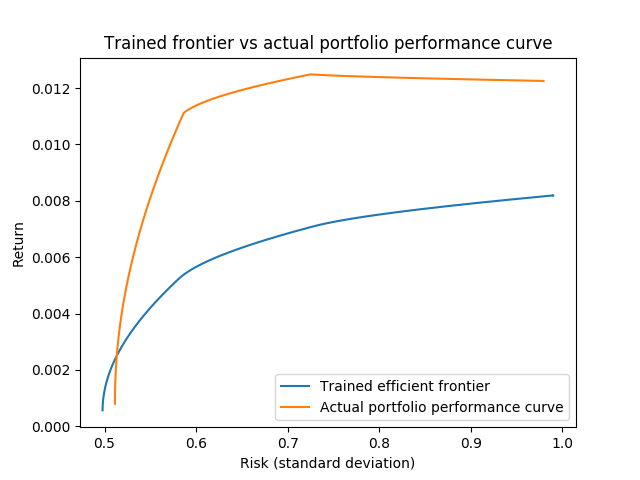 Trained frontier vs actual portfolio performance curve
0.012
0.010
0.008
0.006
0.004
0.002
0.000
Return
0.5 0.6 0.7 0.8 0.9 1.0
Risk (standard deviation)
Trained efficient frontier
Actual portfolio performance curve